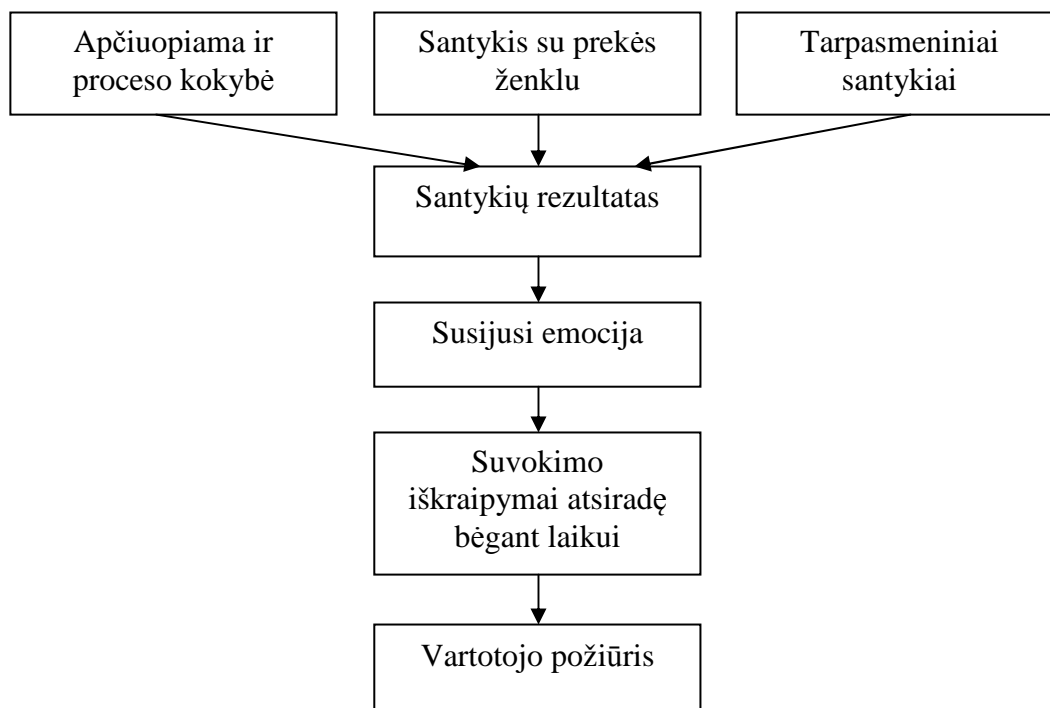 Apčiuopiama ir
proceso kokybė
Santykis su prekės
ženklu
Tarpasmeniniai
santykiai
Santykių rezultatas
Susijusi emocija
Suvokimo
iškraipymai atsiradę
bėgant laikui
Vartotojo požiūris